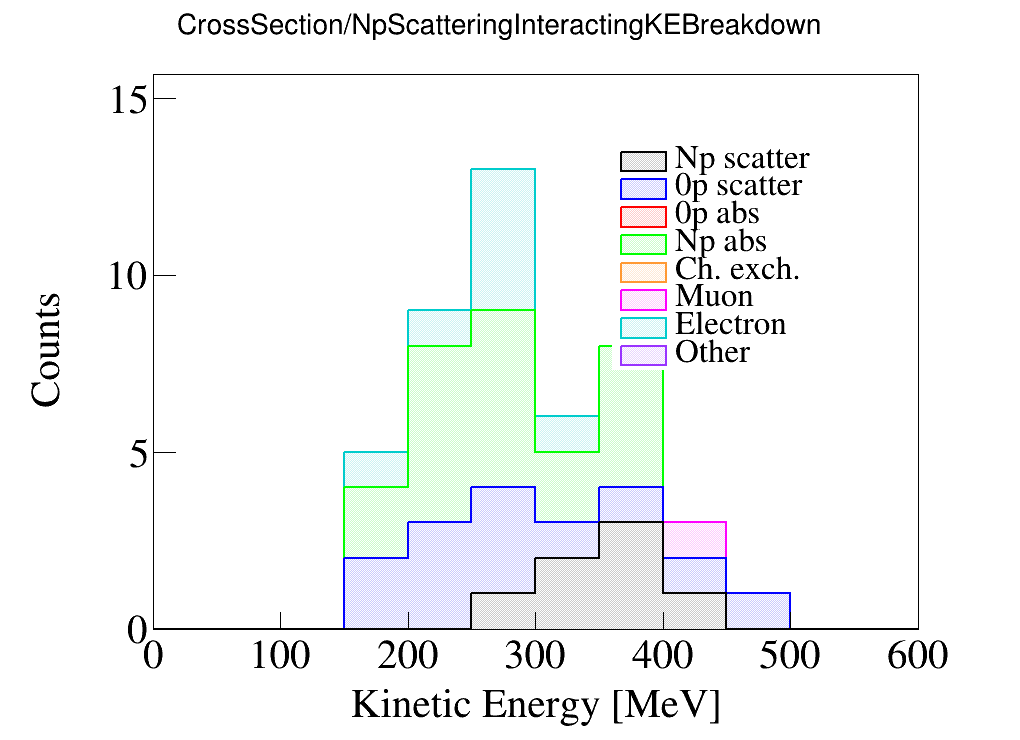 CrossSection/NpScatteringInteractingKEBreakdown
15
10
5
0
Counts
Np scatter
0p scatter
0p abs
Np abs
Ch. exch.
Muon
Electron
Other
0 100 200 300 400 500 600
Kinetic Energy [MeV]